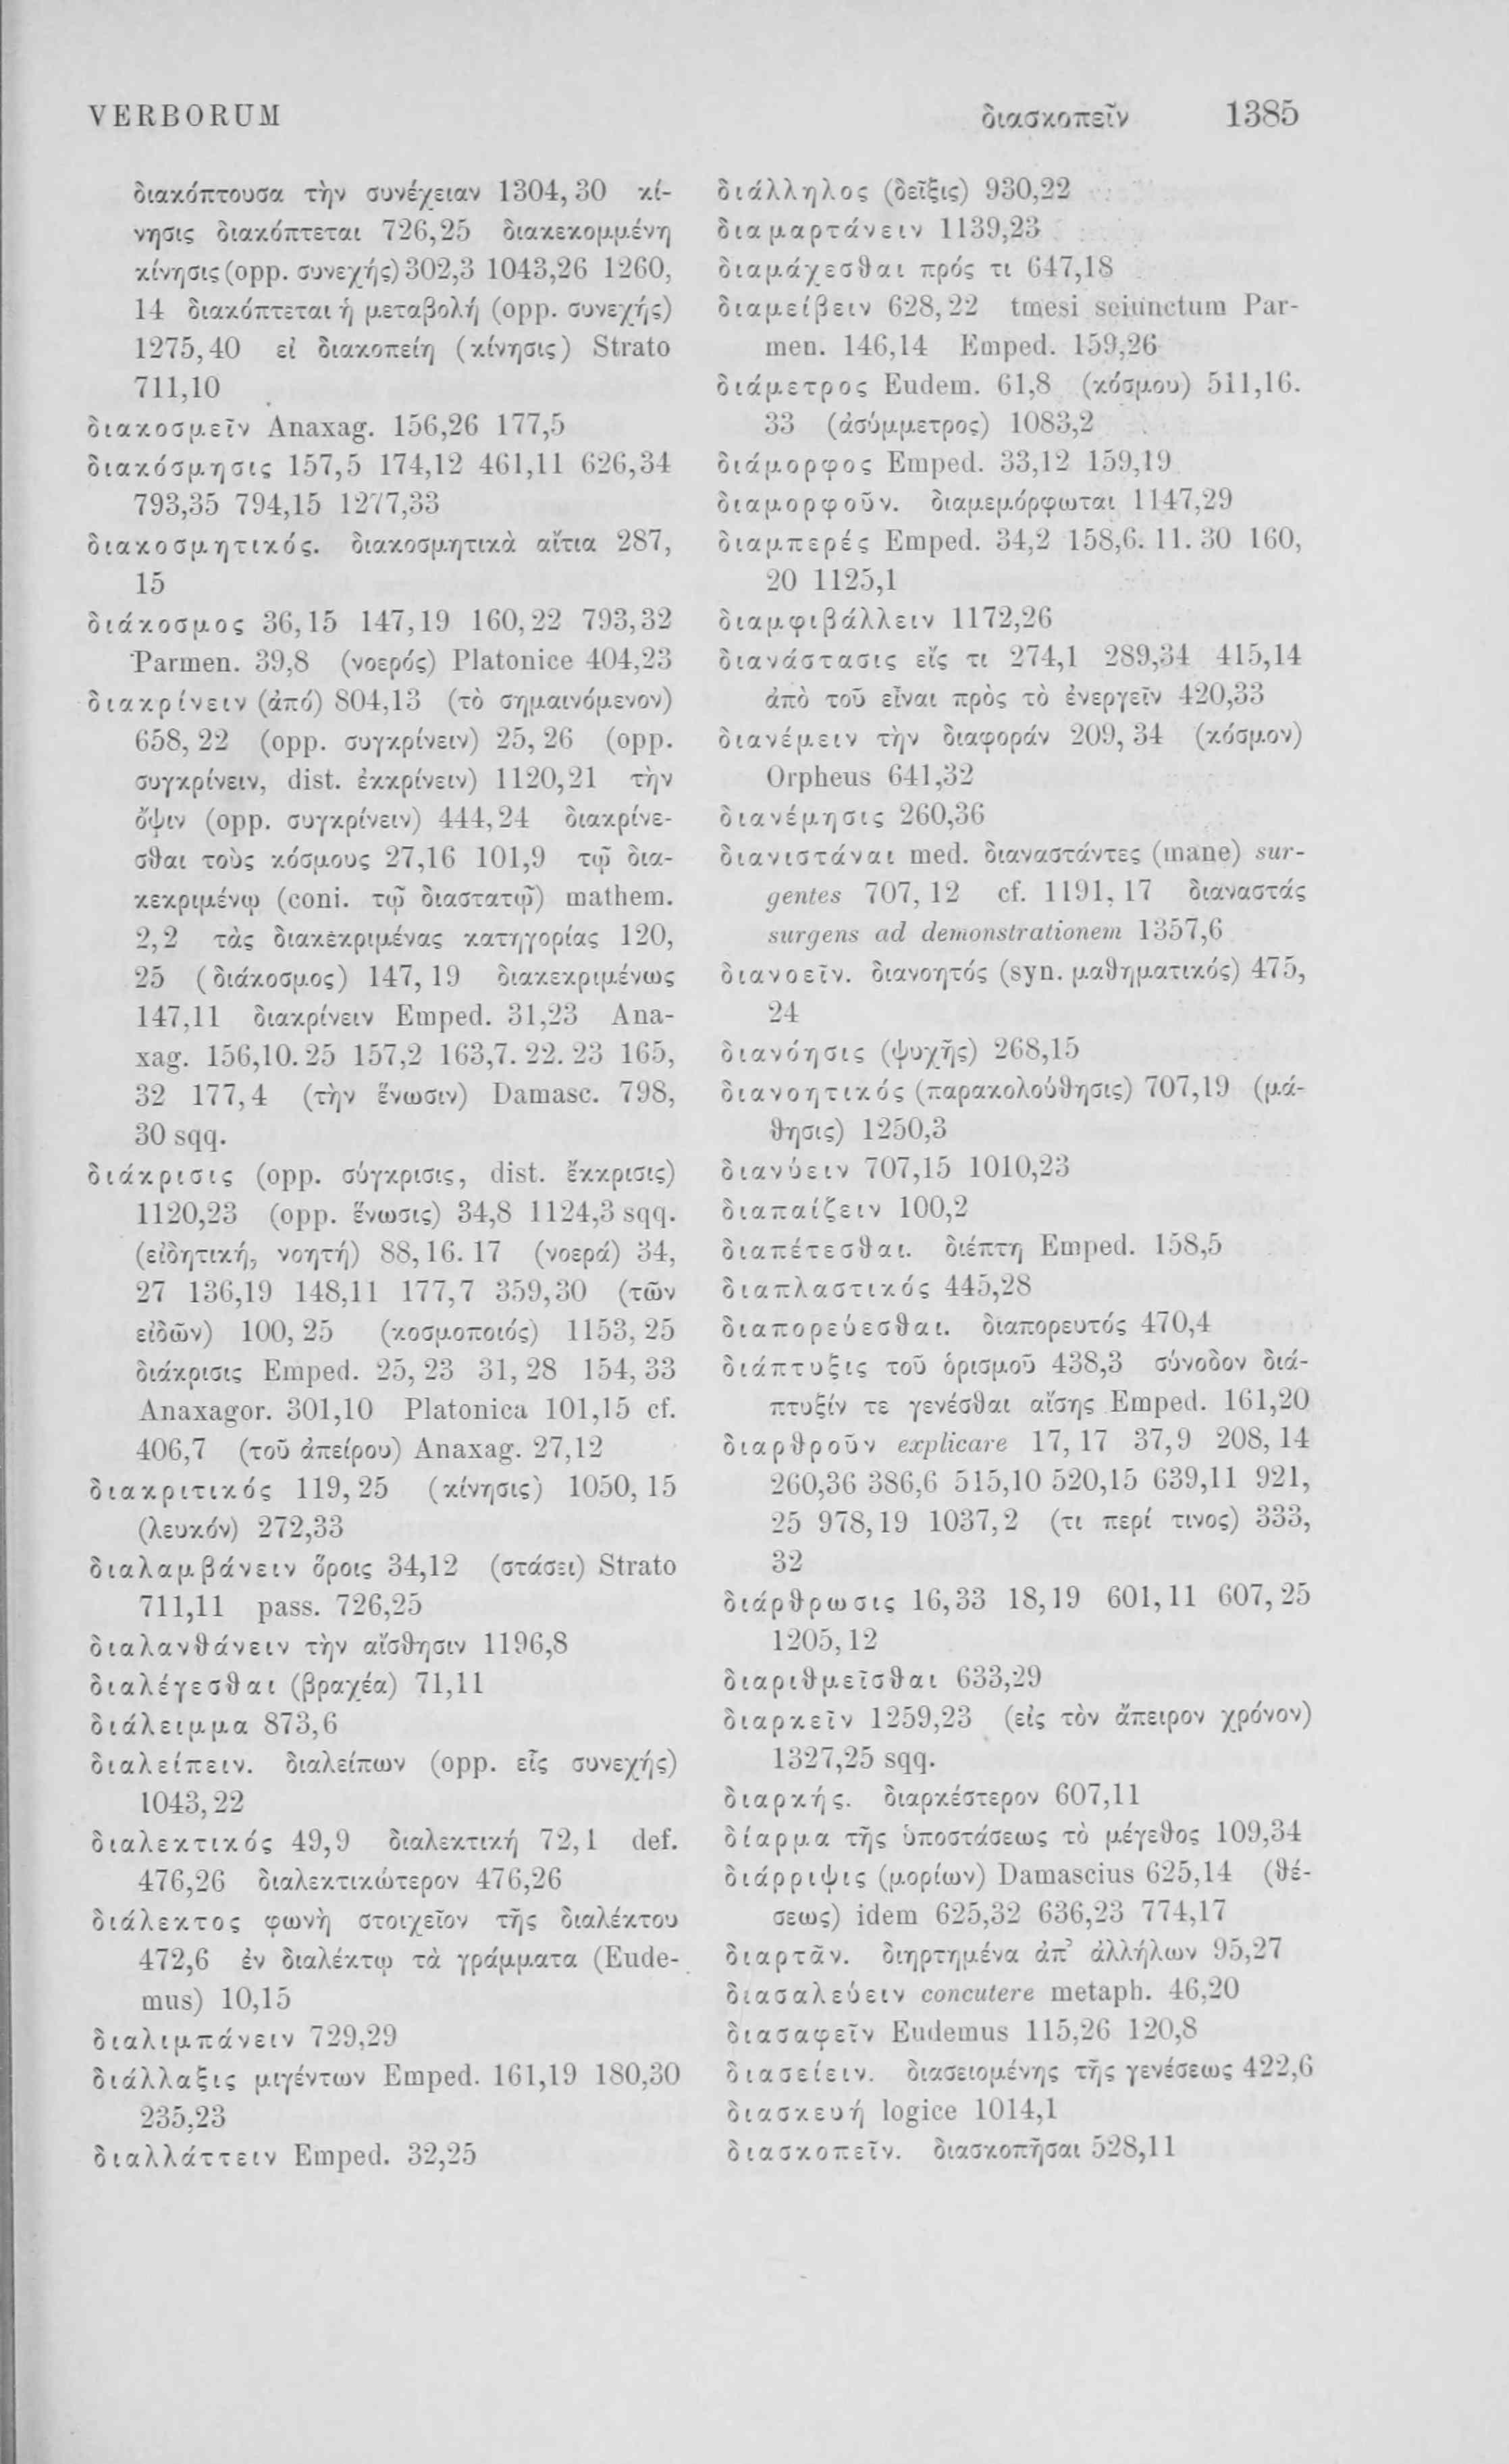 VERBORUM διασκοπεῖν 1385
διακόπτουσα τὴν συνέχειαν 1304, 30 κί-
νησις διακόπτεται 726,25 διακεκομμένη
κίνησις (opp. συνεχής) 302,3 1043,26 1260,
14 διακόπτεται ἡ μεταβολή (opp. συνεχής)
1275, 40 εἰ διακοπείη (κίνησις) Strato
711,10
διακοσμεῖν Anaxag. 156,26 177,5
διακόσμησις 157,5 174,12 461,11 626,34
793,35 794,15 1277,33
διακοσμητικός. διακοσμητικὰ αἴτια 287,
15
διάκοσμος 36,15 147,19 160,22 793,32
Parmen. 39,8 (νοερός) Platonice 404,23
διακρίνειν (ἀπό) 804,13 (τὸ σημαινόμενον)
658, 22 (opp. συγκρίνειν) 25, 26 (opp.
συγκρίνειν, dist. ἐκκρίνειν) 1120,21 τὴν
ὄψιν (opp. συγκρίνειν) 444,24 διακρίνε-
σθαι τοὺς κόσμους 27,16 101,9 τῷ δια-
κεκριμένῳ (coni. τῷ διαστατῷ) mathem.
2,2 τὰς διακεκριμένας κατηγορίας 120,
25 (διάκοσμος) 147, 19 διακεκριμένως
147,11 διακρίνειν Emped. 31,23 Ana-
xag. 156,10. 25 157,2 163,7. 22. 23 165,
32 177, 4 (τὴν ἕνωσιν) Damasc. 798,
30 sqq.
διάκρισις (opp. σύγκρισις, dist. ἔκκρισις)
1120,23 (opp. ἕνωσις) 34,8 1124,3 sqq.
(εἰδητική, νοητή) 88, 16. 17 (νοερά) 34,
27 136,19 148,11 177,7 359,30 (τῶν
εἰδῶν) 100, 25 (κοσμοποιός) 1153, 25
διάκρισις Emped. 25, 23 31, 28 154, 33
Anaxagor. 301,10 Platonica 101,15 cf.
406,7 (τοῦ ἀπείρου) Anaxag. 27,12
διακριτικός 119, 25 (κίνησις) 1050, 15
(λευκόν) 272,33
διαλαμβάνειν ὅροις 34,12 (στάσει) Strato
711,11 pass. 726,25
διαλανθάνειν τὴν αἴσθησιν 1196,8
διαλέγεσθαι (βραχέα) 71,11
διάλειμμα 873,6
διαλείπειν. διαλείπων (opp. εἷς συνεχής)
1043, 22
διαλεκτικός 49,9 διαλεκτική 72,1 def.
476,26 διαλεκτικώτερον 476,26
διάλεκτος φωνὴ στοιχεῖον τῆς διαλέκτου
472,6 ἐν διαλέκτῳ τὰ γράμματα (Eude-
mus) 10,15
διαλιμπάνειν 729,29
διάλλαξις μιγέντων Emped. 161,19 180,30
235,23
διαλλάττειν Emped. 32,25
διάλληλος (δεῖξις) 930,22
διαμαρτάνειν 1139,23
διαμάχεσθαι πρός τι 647,18
διαμείβειν 628, 22 tmesi seiunctum Par-
men. 146,14 Emped. 159,26
διάμετρος Eudem. 61,8 (κόσμου) 511,16.
33 (ἀσύμμετρος) 1083,2
διάμορφος Emped. 33,12 159,19
διαμορφοῦν. διαμεμόρφωται 1147,29
διαμπερές Emped. 34,2 158,6. 11. 30 160,
20 1125,1
διαμφιβάλλειν 1172,26
διανάστασις εἴς τι 274,1 289,34 415,14
ἀπὸ τοῦ εἶναι πρὸς τὸ ἐνεργεῖν 420,33
διανέμειν τὴν διαφοράν 209, 34 (κόσμον)
Orpheus 641,32
διανέμησις 260,36
διανιστάναι med. διαναστάντες (mane) sur-
gentes 707, 12 cf. 1191, 17 διαναστάς
surgens ad demonstrationem 1357,6
διανοεῖν. διανοητός (syn. μαθηματικός) 475,
24
διανόησις (ψυχῆς) 268,15
διανοητικός (παρακολούθησις) 707,19 (μά-
θησις) 1250,3
διανύειν 707,15 1010,23
διαπαίζειν 100,2
διαπέτεσθαι. διέπτη Emped. 158,5
διαπλαστικός 445,28
διαπορεύεσθαι. διαπορευτός 470,4
διάπτυξις τοῦ ὁρισμοῦ 438,3 σύνοδον διά-
πτυξίν τε γενέσθαι αἴσης Emped. 161,20
διαρθροῦν explicare 17, 17 37,9 208, 14
260,36 386,6 515,10 520,15 639,11 921,
25 978,19 1037,2 (τι περί τινος) 333,
32
διάρθρωσις 16,33 18,19 601,11 607, 25
1205, 12
διαριθμεῖσθαι 633,29
διαρκεῖν 1259,23 (εἰς τὸν ἄπειρον χρόνον)
1327,25 sqq.
διαρκής. διαρκέστερον 607,11
δίαρμα τῆς ὑποστάσεως τὸ μέγεθος 109,34
διάρριψις (μορίων) Damascius 625,14 (θέ-
σεως) idem 625,32 636,23 774,17
διαρτᾶν. διηρτημένα ἀπ’ ἀλλήλων 95,27
διασαλεύειν concutere metaph. 46,20
διασαφεῖν Eudemus 115,26 120,8
διασείειν. διασειομένης τῆς γενέσεως 422,6
διασκευή logice 1014,1
διασκοπεῖν. διασκοπῆσαι 528,11